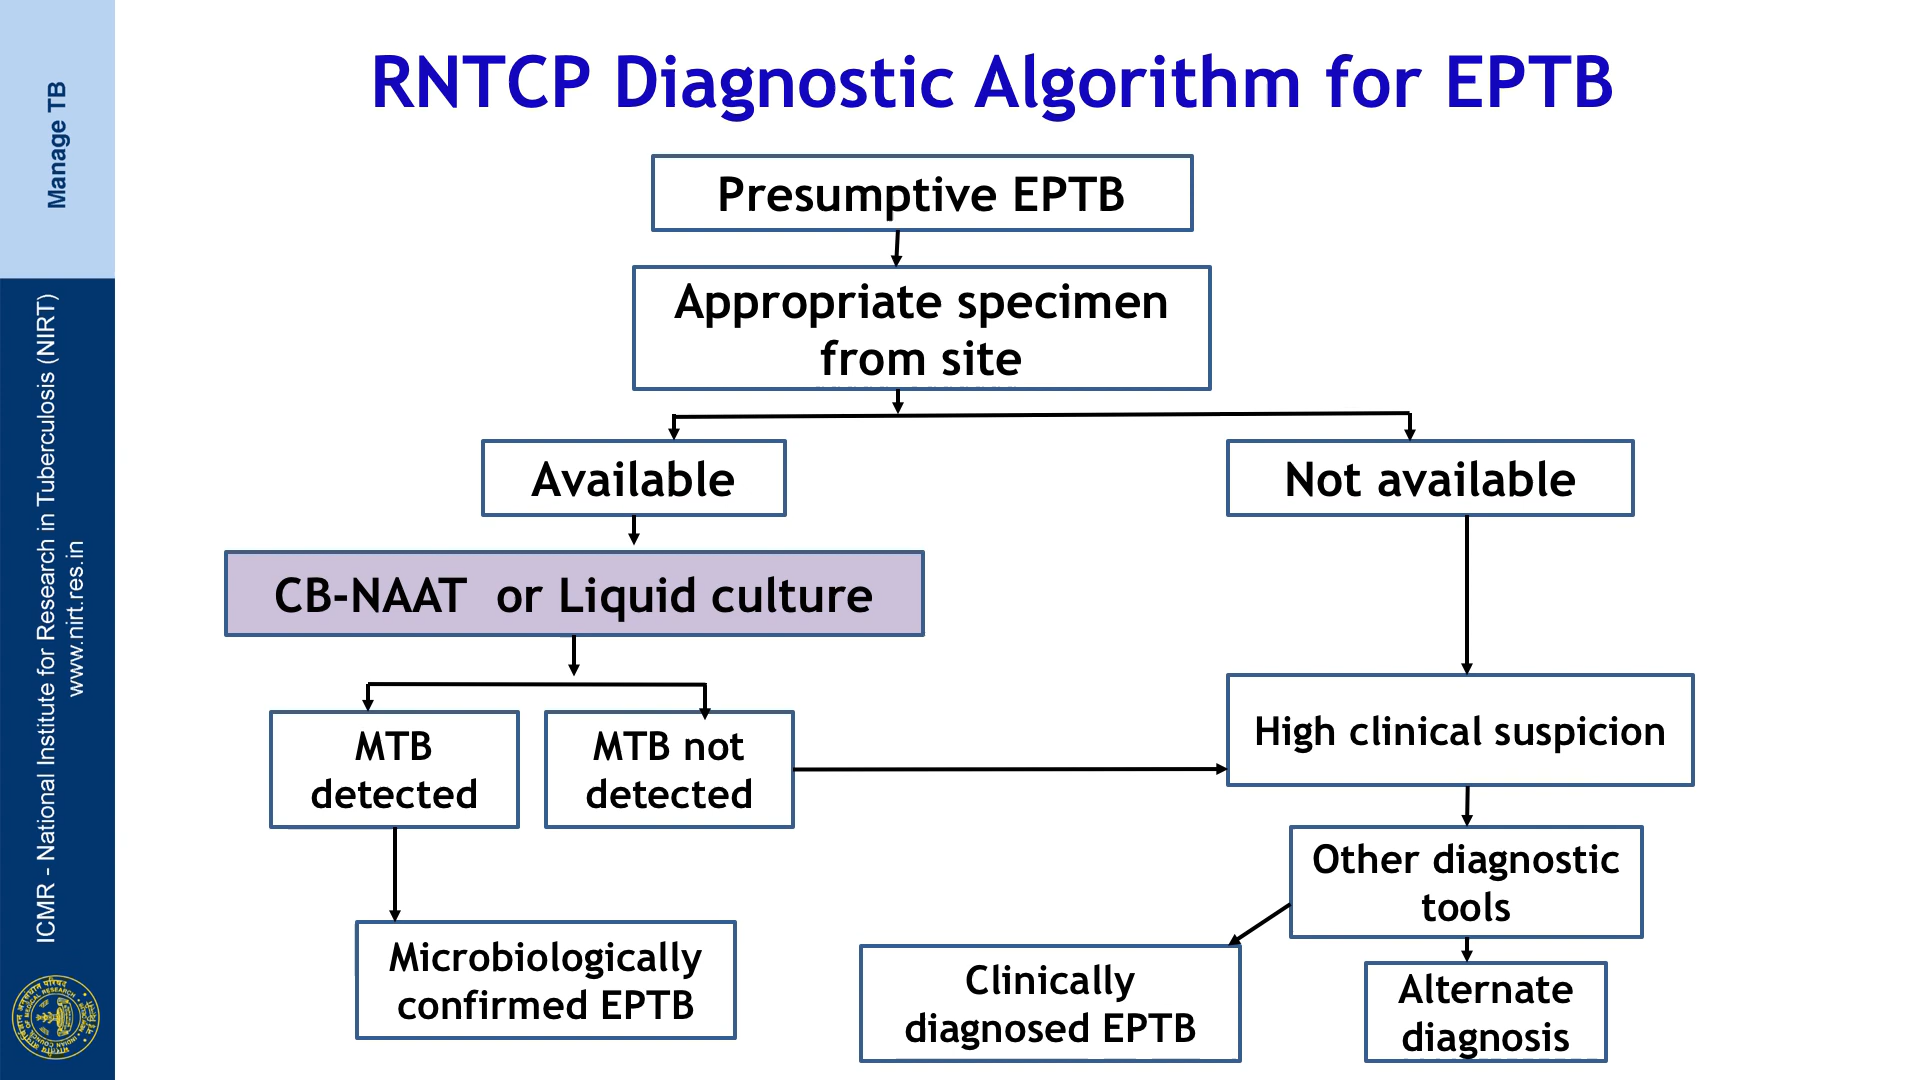 RNTCP Diagnostic Algorithm for EPTB
Manage TB
ICMR - National Institute for Research in Tuberculosis (NIRT)
www.nirt.res.in
Presumptive EPTB
Appropriate specimen
from site
Available
Not available
CB-NAAT or Liquid culture
MTB
detected
MTB not
detected
High clinical suspicion
Other diagnostic
tools
Microbiologically
confirmed EPTB
Clinically
diagnosed EPTB
Alternate
diagnosis